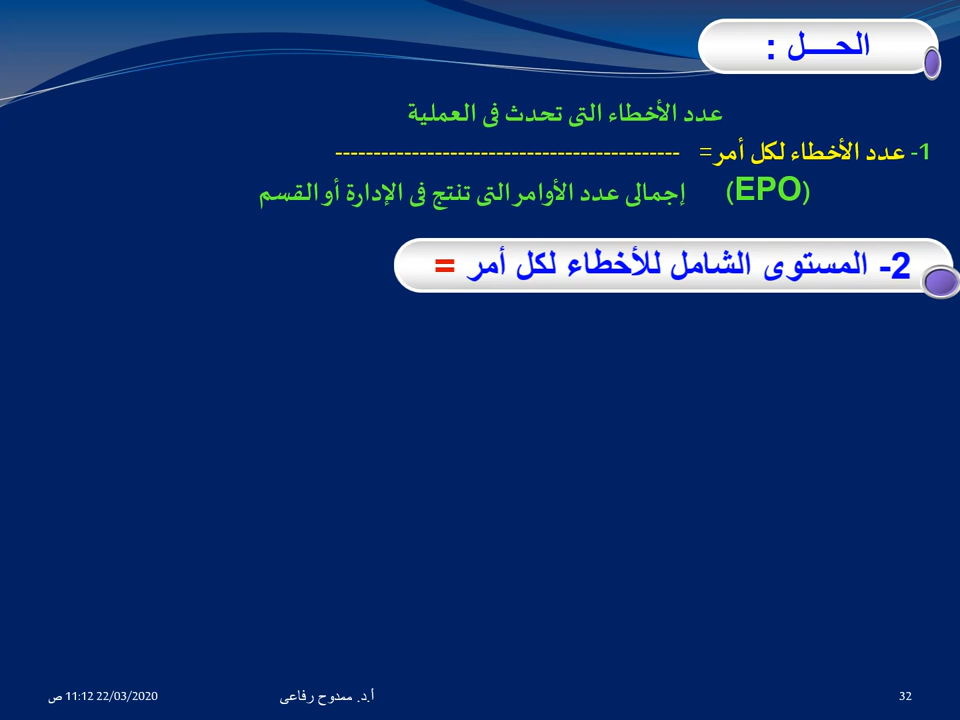 الحــــل :
عدد الأخطاء التى تحدث فى العملية
1- عدد الأخطاء لكل أمر= ---------------------------------------------
(EPO) إجمالى عدد الأوامر التى تنتج فى الإدارة أو القسم
2- المستوى الشامل للأخطاء لكل أمر =
22/03/2020 11:12 ص
أ.د. ممدوح رفاعى
32